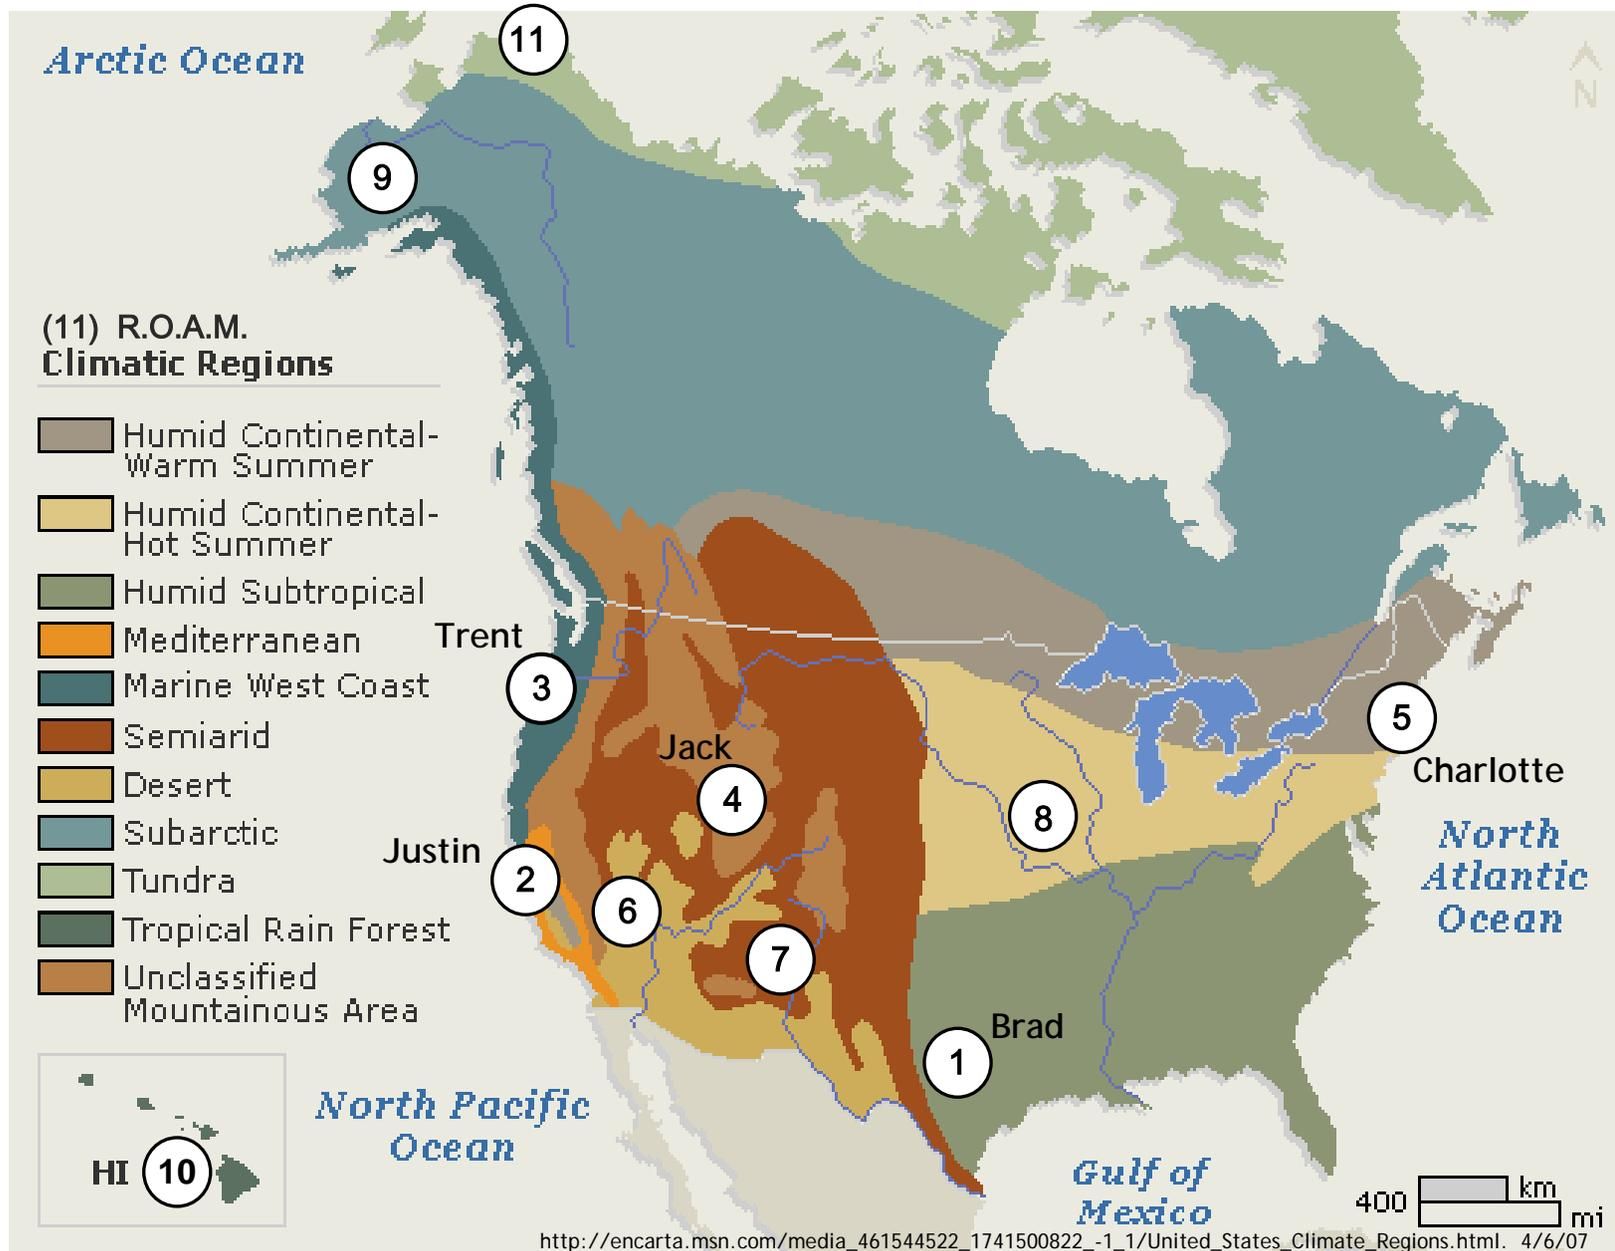 11
Arctic Ocean
N
9
(11) R.O.A.M.
Climatic Regions
Humid Continental-
Warm Summer
Humid Continental-
Hot Summer
Humid Subtropical
Mediterranean
Marine West Coast
Semiarid
Desert
Subarctic
Tundra
Tropical Rain Forest
Unclassified
Mountainous Area
Trent
3
5
Charlotte
Jack
4
8
Justin
2
6
7
North
Atlantic
Ocean
Brad
1
North Pacific
Ocean
HI
10
Gulf of
Mexico
km
400
mi
http://encarta.msn.com/media_461544522_1741500822_-1_1/United_States_Climate_Regions.html. 4/6/07